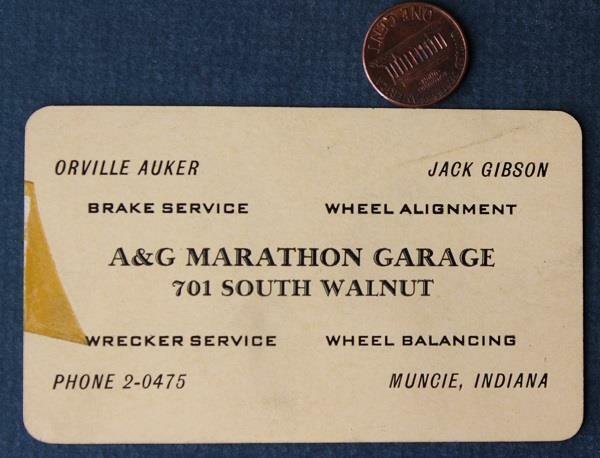 ONE CENT
ORVILLE AUKER JACK GIBSON
BRAKE SERVICE WHEEL ALIGNMENT
A&G MARATHON GARAGE
701 SOUTH WALNUT
WRECKER SERVICE WHEEL BALANCING
PHONE 2-0475 MUNCIE, INDIANA